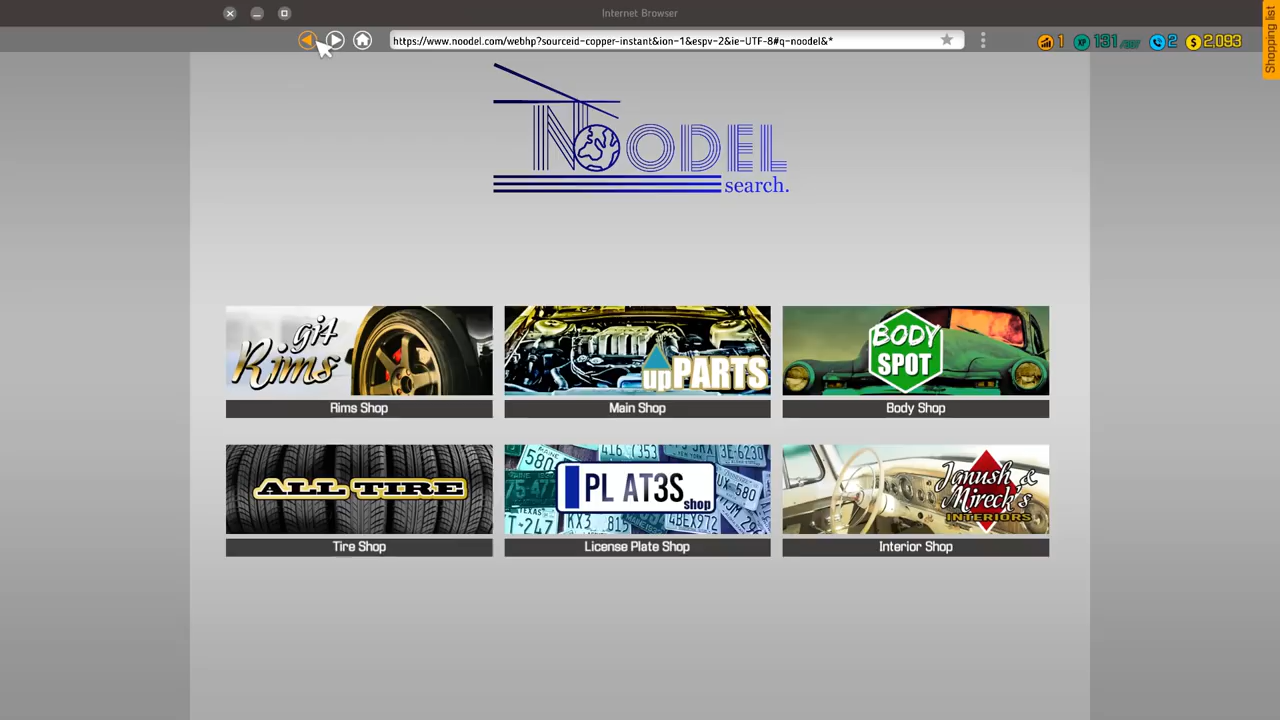 Internet Browser
https://www.noodel.com/webhp?sourceid-copper-instant&ion-1&espv-2&ie-UTF-8#q-noodel&*
1
XP 131
2
$ 2,093
Shopping list
NOODEL
search.
git Rims
upPARTS
BODY SPOT
Rims Shop
Main Shop
Body Shop
ALL TIRE
PL AT3S
shop
Janush & Mireck's
INTERIORS
Tire Shop
License Plate Shop
Interior Shop